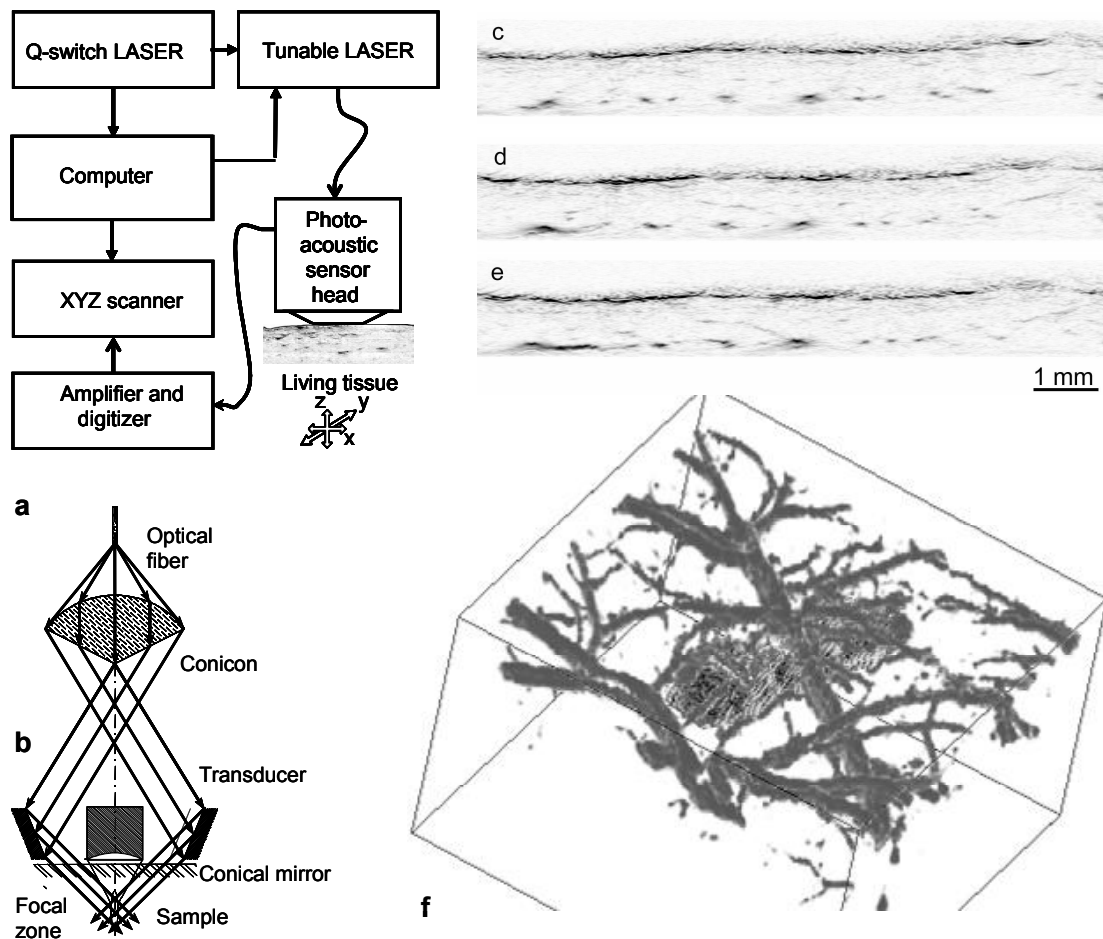 Q-switch LASER
Tunable LASER
Computer
Photo-
acoustic
sensor
head
XYZ scanner
Amplifier and
digitizer
Living tissue
z
y
x
a
Optical
fiber
Conicon
b
Transducer
Conical mirror
Focal
zone
Sample
c
d
e
1 mm
f